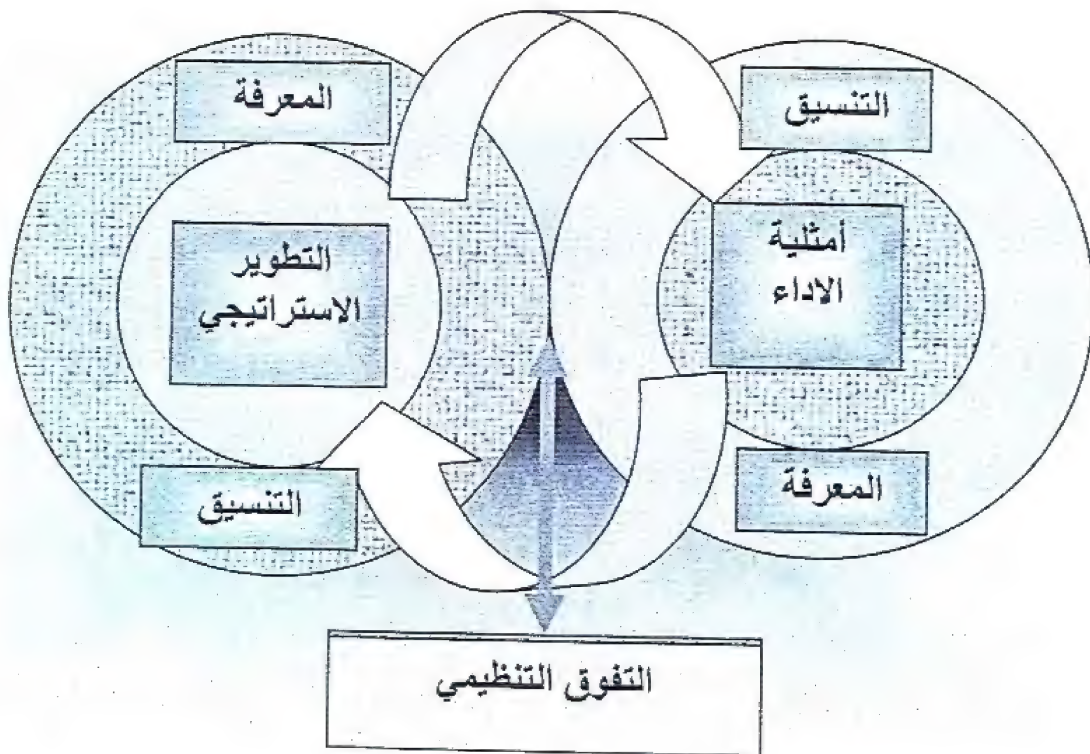 التنسيق
المعرفة
أمثلية
الاداء
التطوير
الاستراتيجي
المعرفة
التنسيق
التفوق التنظيمي